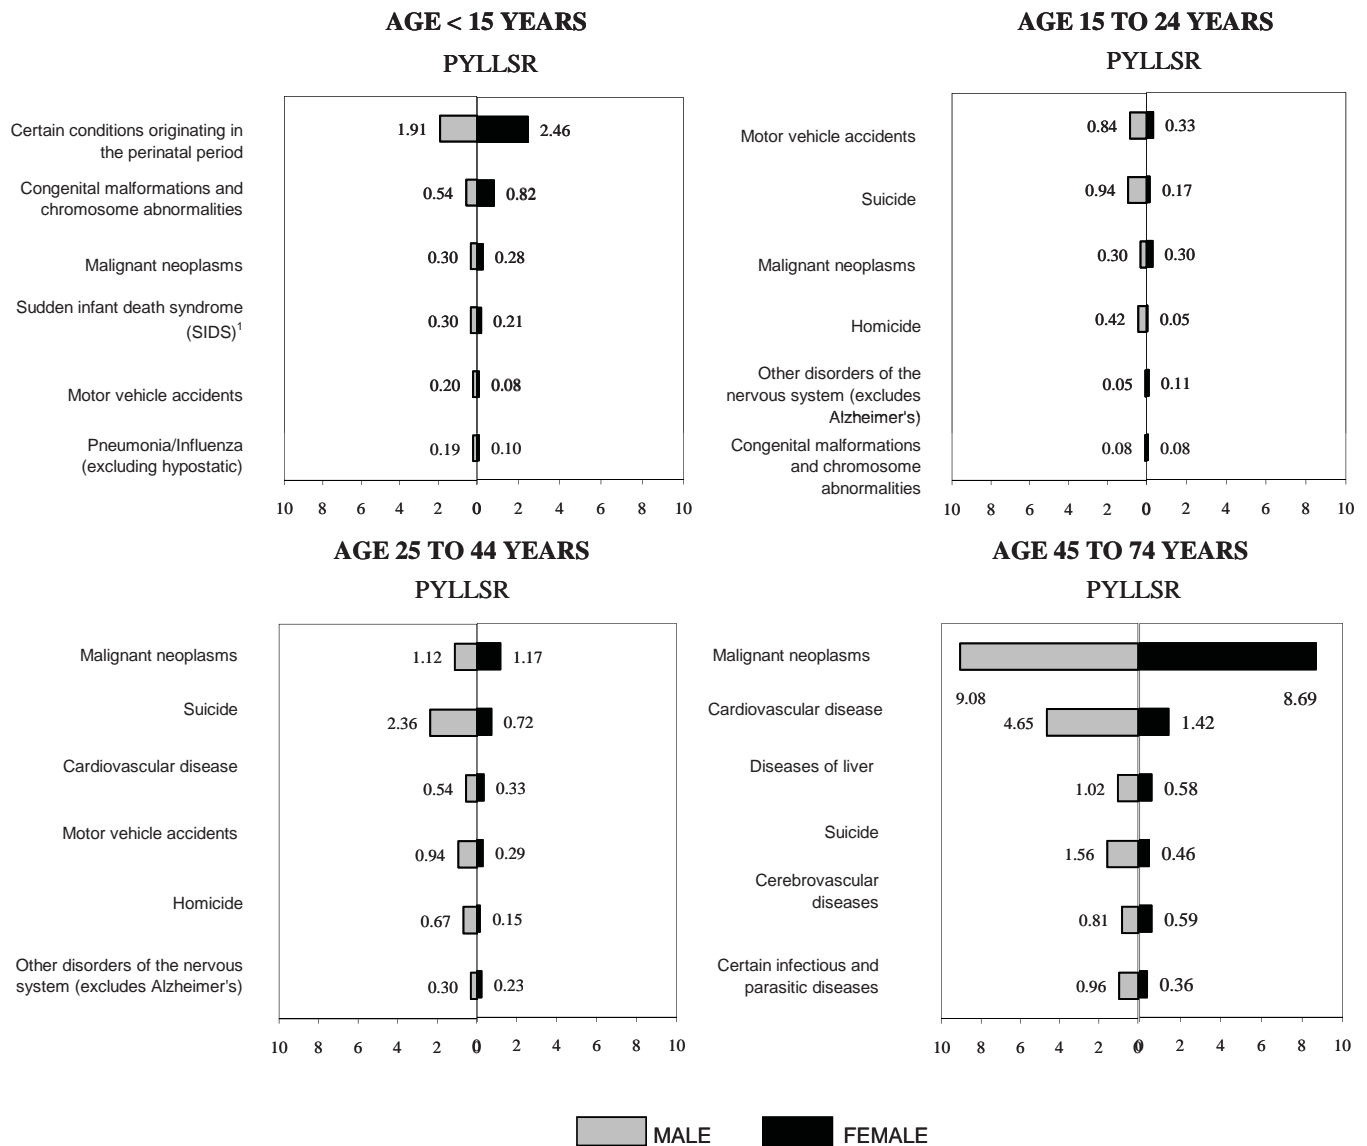 AGE < 15 YEARS
PYLLSR
Certain conditions originating in
the perinatal period
1.91
2.46
Congenital malformations and
chromosome abnormalities
0.54
0.82
Malignant neoplasms
0.30
0.28
Sudden infant death syndrome
(SIDS)1
0.30
0.21
Motor vehicle accidents
0.20
0.08
Pneumonia/Influenza
(excluding hypostatic)
0.19
0.10
10 8 6 4 2 0 2 4 6 8 10
AGE 15 TO 24 YEARS
PYLLSR
Motor vehicle accidents
0.84
0.33
Suicide
0.94
0.17
Malignant neoplasms
0.30
0.30
Homicide
0.42
0.05
Other disorders of the
nervous system (excludes
Alzheimer's)
0.05
0.11
Congenital malformations
and chromosome
abnormalities
0.08
0.08
10 8 6 4 2 0 2 4 6 8 10
AGE 25 TO 44 YEARS
PYLLSR
Malignant neoplasms
1.12
1.17
Suicide
2.36
0.72
Cardiovascular disease
0.54
0.33
Motor vehicle accidents
0.94
0.29
Homicide
0.67
0.15
Other disorders of the nervous
system (excludes Alzheimer's)
0.30
0.23
10 8 6 4 2 0 2 4 6 8 10
AGE 45 TO 74 YEARS
PYLLSR
Malignant neoplasms
9.08
8.69
Cardiovascular disease
4.65
1.42
Diseases of liver
1.02
0.58
Suicide
1.56
0.46
Cerebrovascular
diseases
0.81
0.59
Certain infectious and
parasitic diseases
0.96
0.36
10 8 6 4 2 0 2 4 6 8 10
MALE
FEMALE